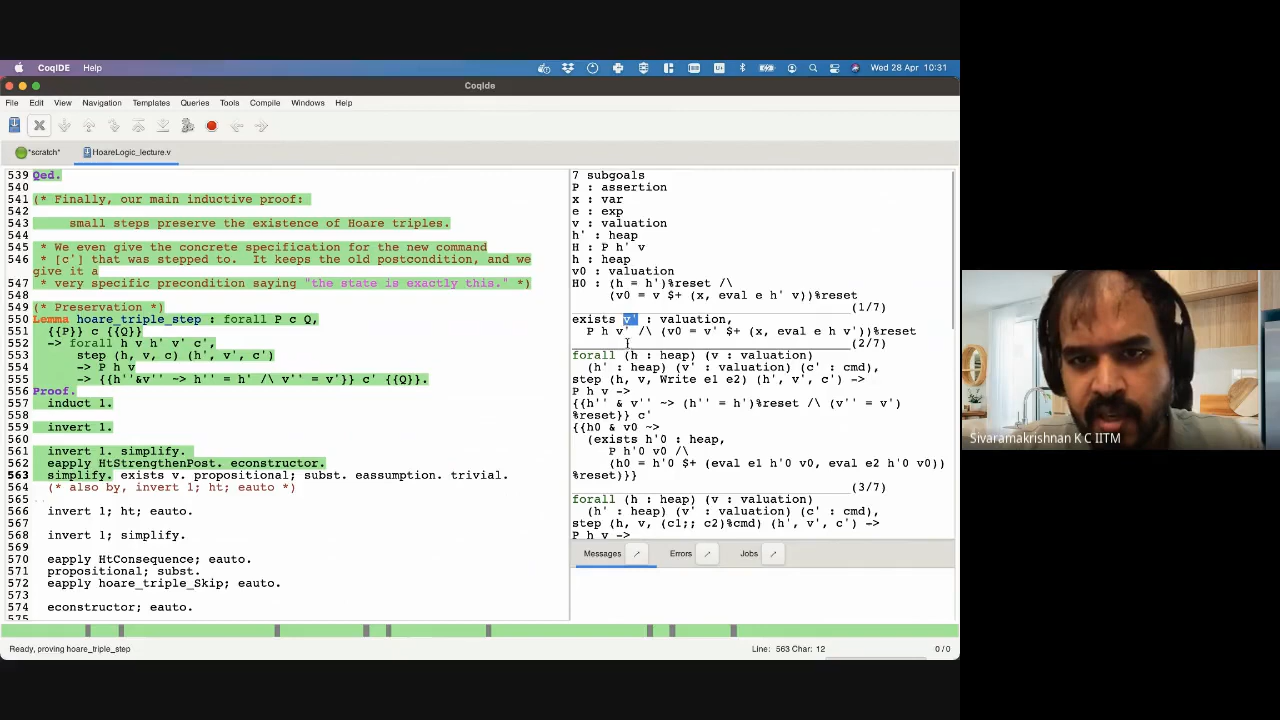 CoqIDE Help Wed 28 Apr 10:31
CoqIde
File Edit View Navigation Templates Queries Tools Compile Windows Help
*scratch* HoareLogic_lecture.v
539 Qed.
540
541 (* Finally, our main inductive proof:
542
543 small steps preserve the existence of Hoare triples.
544
545 * We even give the concrete specification for the new command
546 * [c'] that was stepped to.  It keeps the old postcondition, and we
give it a
547 * very specific precondition saying "the state is exactly this." *)
548
549 (* Preservation *)
550 Lemma hoare_triple_step : forall P c Q,
551 {{P}} c {{Q}}
552 -> forall h v h' v' c',
553 step (h, v, c) (h', v', c')
554 -> P h v
555 -> {{h''&v'' ~> h'' = h' /\ v'' = v'}} c' {{Q}}.
556 Proof.
557 induct 1.
558
559 invert 1.
560
561 invert 1. simplify.
562 eapply HtStrengthenPost. econstructor.
563 simplify. exists v. propositional; subst. eassumption. trivial.
564 (* also by, invert 1; ht; eauto *)
565
566 invert 1; ht; eauto.
567
568 invert 1; simplify.
569
570 eapply HtConsequence; eauto.
571 propositional; subst.
572 eapply hoare_triple_Skip; eauto.
573
574 econstructor; eauto.
575
7 subgoals
P : assertion
x : var
e : exp
v : valuation
h' : heap
H : P h' v
h : heap
v0 : valuation
H0 : (h = h')%reset /\
(v0 = v $+ (x, eval e h' v))%reset
(1/7)
exists v' : valuation,
P h v' /\ (v0 = v' $+ (x, eval e h v'))%reset
(2/7)
forall (h : heap) (v : valuation)
(h' : heap) (v' : valuation) (c' : cmd),
step (h, v, Write e1 e2) (h', v', c') ->
P h v ->
{{h'' & v'' ~> (h'' = h')%reset /\ (v'' = v')
%reset}} c'
{{h0 & v0 ~>
(exists h'0 : heap,
P h'0 v0 /\
(h0 = h'0 $+ (eval e1 h'0 v0, eval e2 h'0 v0))
%reset)}}
(3/7)
forall (h : heap) (v : valuation)
(h' : heap) (v' : valuation) (c' : cmd),
step (h, v, (c1;; c2)%cmd) (h', v', c') ->
P h v ->
Messages Errors Jobs
Ready, proving hoare_triple_step Line: 563 Char: 12 0 / 0
Sivaramakrishnan K C IITM